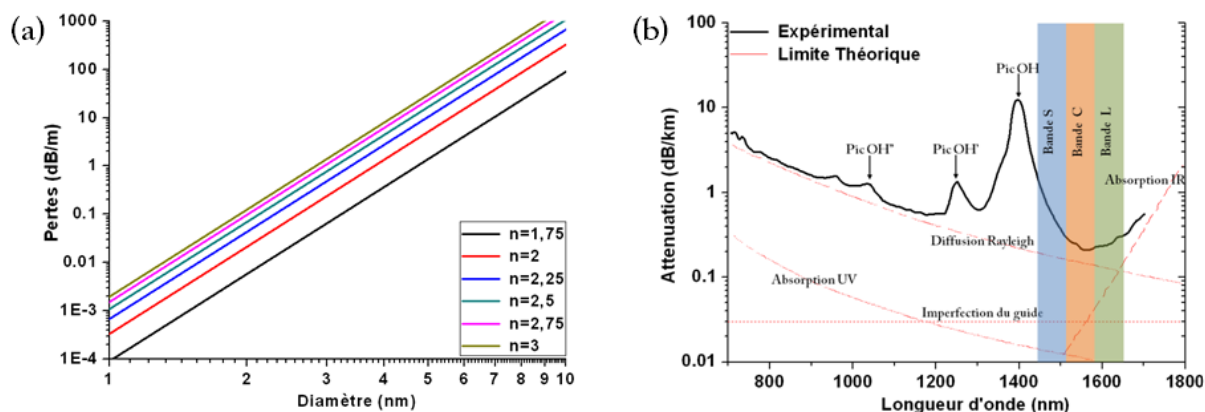 (a)
Pertes (dB/m)
1000
100
10
1
0.1
0.01
1E-3
1E-4
n=1,75
n=2
n=2,25
n=2,5
n=2,75
n=3
1 2 3 4 5 6 7 8 9 10
Diamètre (nm)
(b)
Attenuation (dB/km)
100
10
1
0.1
0.01
Expérimental
Limite Théorique
Pic OH
Pic OH"
Pic OH'
Bande S
Bande C
Bande L
Absorption IR
Diffusion Rayleigh
Absorption UV
Imperfection du guide
800 1000 1200 1400 1600 1800
Longueur d'onde (nm)